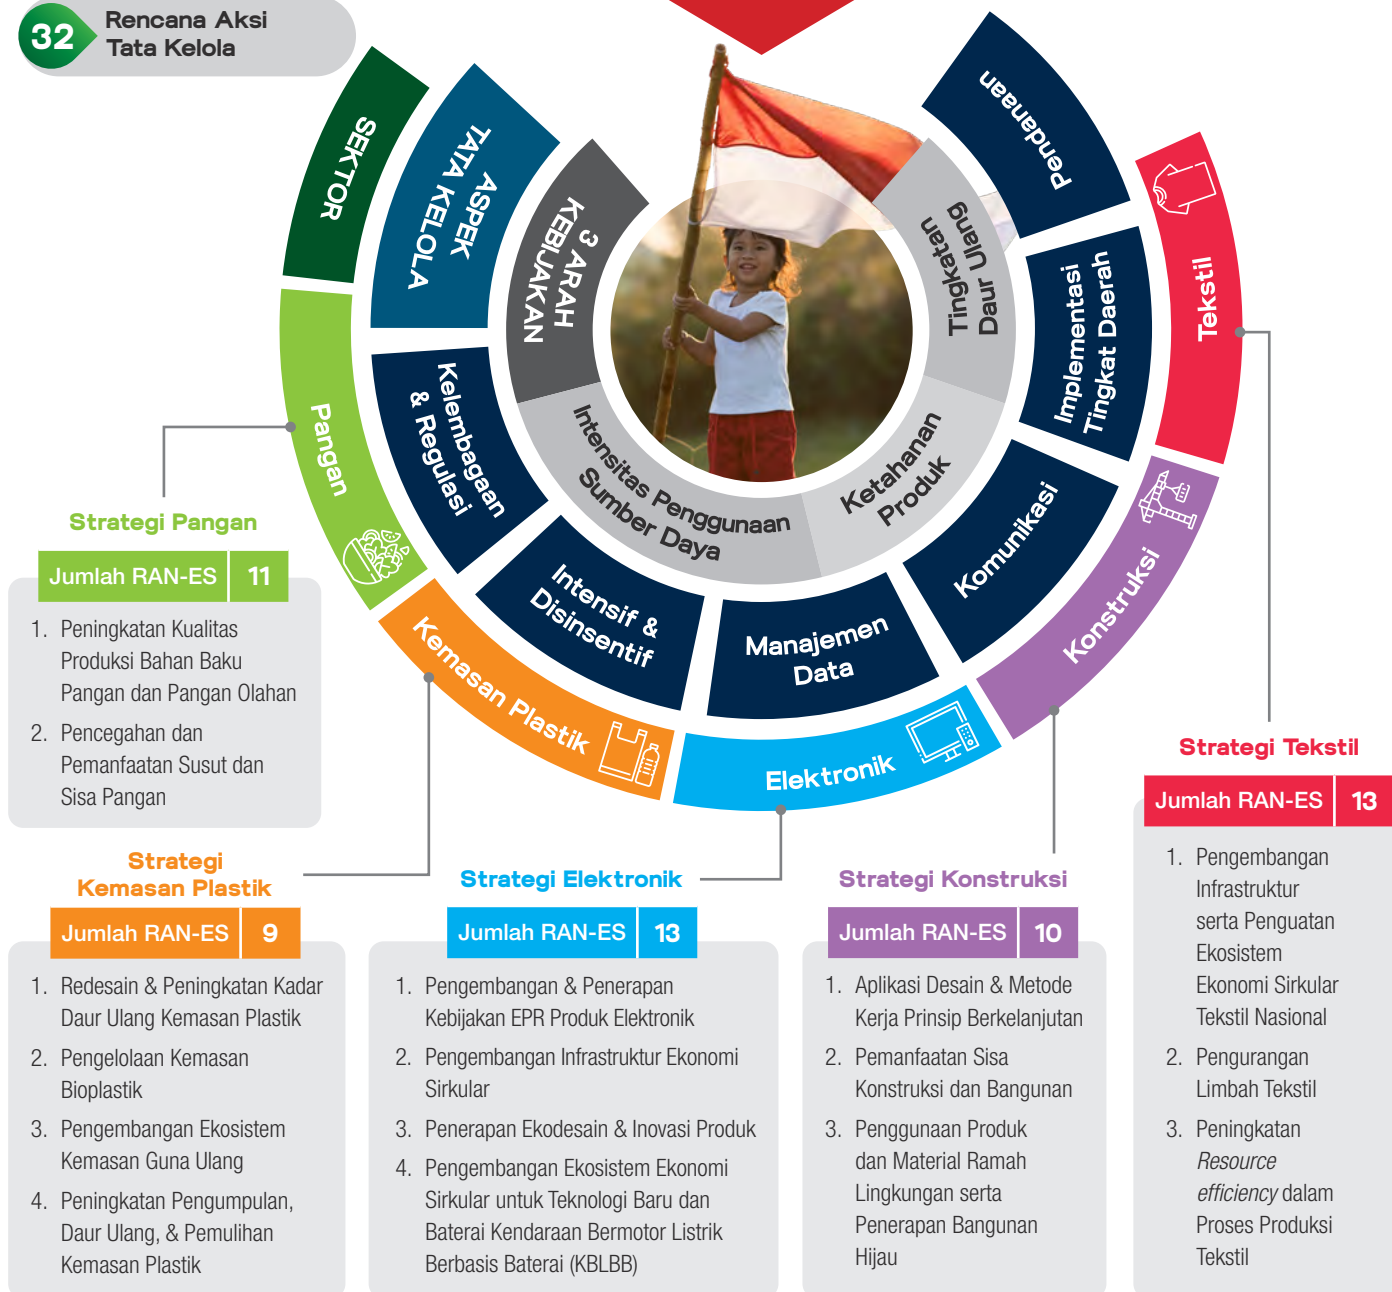 32
Rencana Aksi
Tata Kelola
SEKTOR
ASPEK
TATA KELOLA
3 ARAH
KEBIJAKAN
Tingkatan
Daur Ulang
Ketahanan
Produk
Intensitas Penggunaan
Sumber Daya
Pendanaan
Implementasi
Tingkat Daerah
Komunikasi
Manajemen
Data
Intensif &
Disinsentif
Kelembagaan
& Regulasi
Pangan
Kemasan Plastik
Elektronik
Konstruksi
Tekstil
Strategi Pangan
Jumlah RAN-ES 11
1. Peningkatan Kualitas
Produksi Bahan Baku
Pangan dan Pangan Olahan
2. Pencegahan dan
Pemanfaatan Susut dan
Sisa Pangan
Strategi
Kemasan Plastik
Jumlah RAN-ES 9
1. Redesain & Peningkatan Kadar
Daur Ulang Kemasan Plastik
2. Pengelolaan Kemasan
Bioplastik
3. Pengembangan Ekosistem
Kemasan Guna Ulang
4. Peningkatan Pengumpulan,
Daur Ulang, & Pemulihan
Kemasan Plastik
Strategi Elektronik
Jumlah RAN-ES 13
1. Pengembangan & Penerapan
Kebijakan EPR Produk Elektronik
2. Pengembangan Infrastruktur Ekonomi
Sirkular
3. Penerapan Ekodesain & Inovasi Produk
4. Pengembangan Ekosistem Ekonomi
Sirkular untuk Teknologi Baru dan
Baterai Kendaraan Bermotor Listrik
Berbasis Baterai (KBLBB)
Strategi Konstruksi
Jumlah RAN-ES 10
1. Aplikasi Desain & Metode
Kerja Prinsip Berkelanjutan
2. Pemanfaatan Sisa
Konstruksi dan Bangunan
3. Penggunaan Produk
dan Material Ramah
Lingkungan serta
Penerapan Bangunan
Hijau
Strategi Tekstil
Jumlah RAN-ES 13
1. Pengembangan
Infrastruktur
serta Penguatan
Ekosistem
Ekonomi Sirkular
Tekstil Nasional
2. Pengurangan
Limbah Tekstil
3. Peningkatan
Resource
efficiency dalam
Proses Produksi
Tekstil